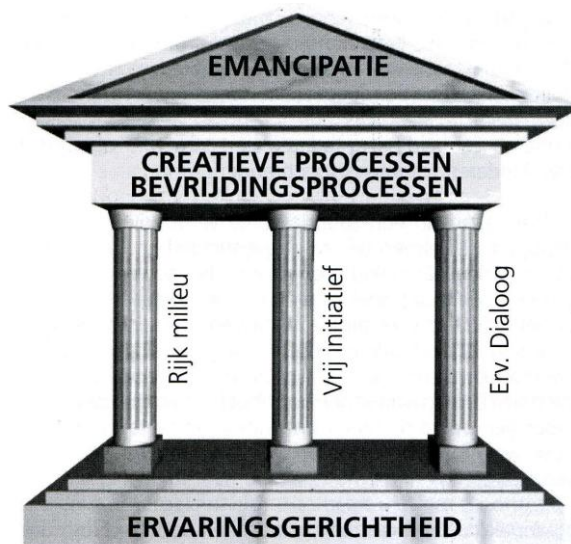 EMANCIPATIE
CREATIEVE PROCESSEN
BEVRIJDINGSPROCESSEN
Rijk milieu
Vrij initiatief
Erv. Dialoog
ERVARINGSGERICHTHEID